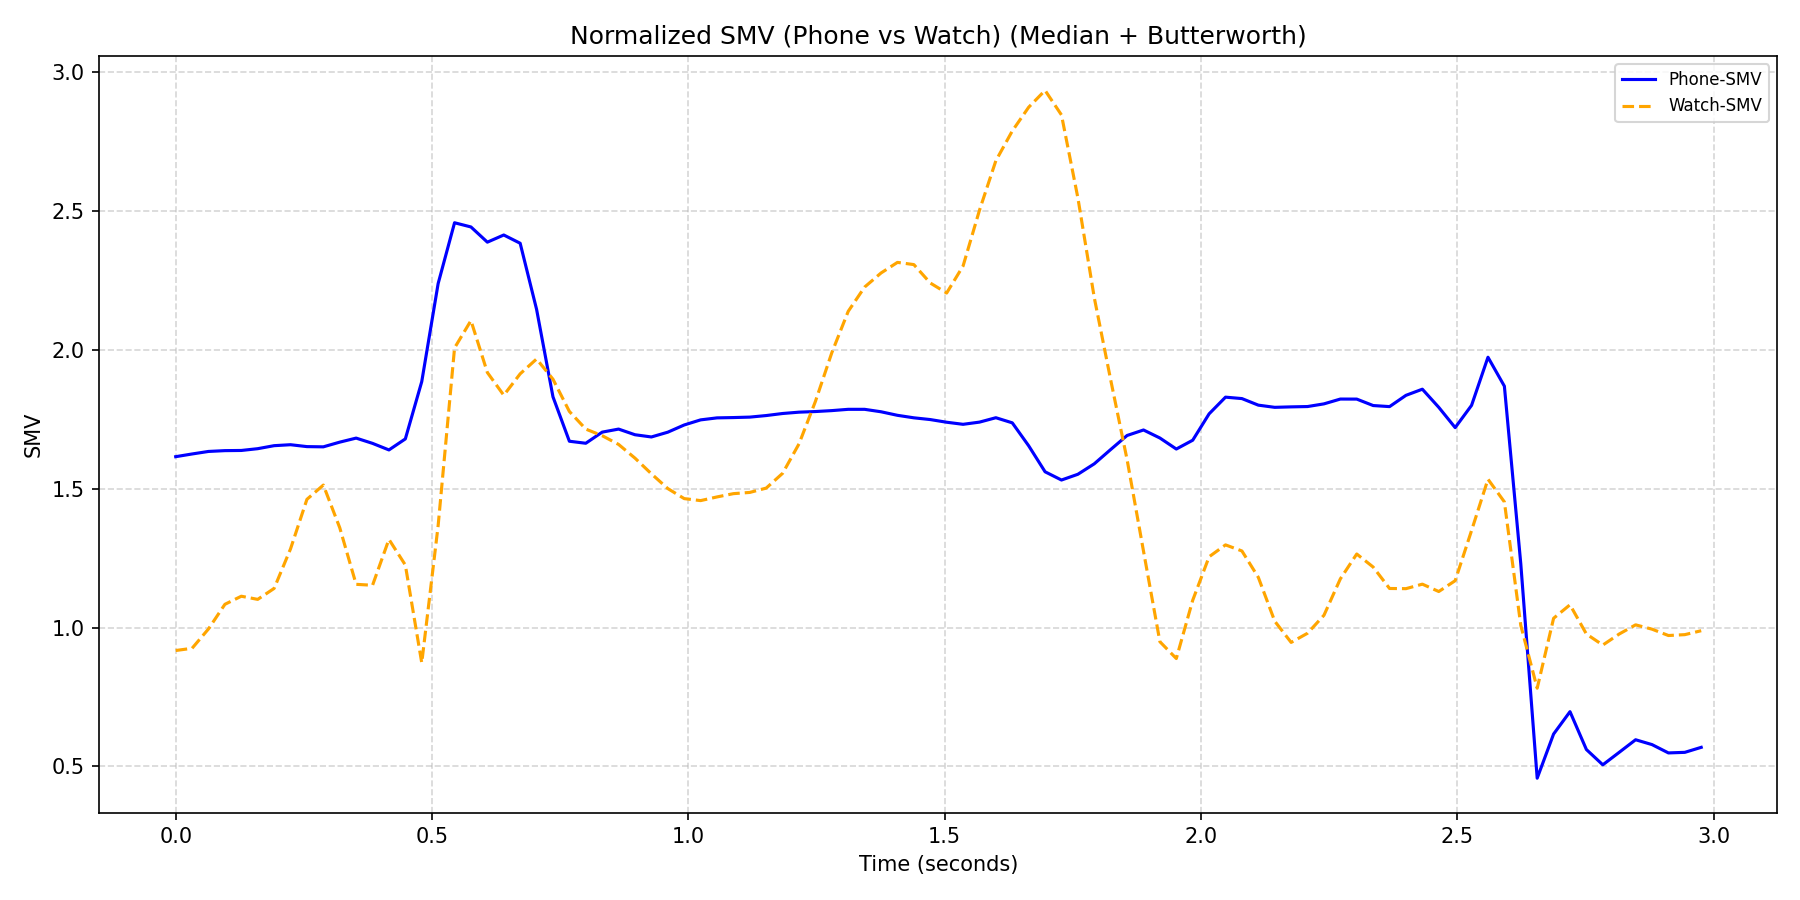 Normalized SMV (Phone vs Watch) (Median + Butterworth)
Phone-SMV
Watch-SMV
SMV
3.0
2.5
2.0
1.5
1.0
0.5
0.0 0.5 1.0 1.5 2.0 2.5 3.0
Time (seconds)